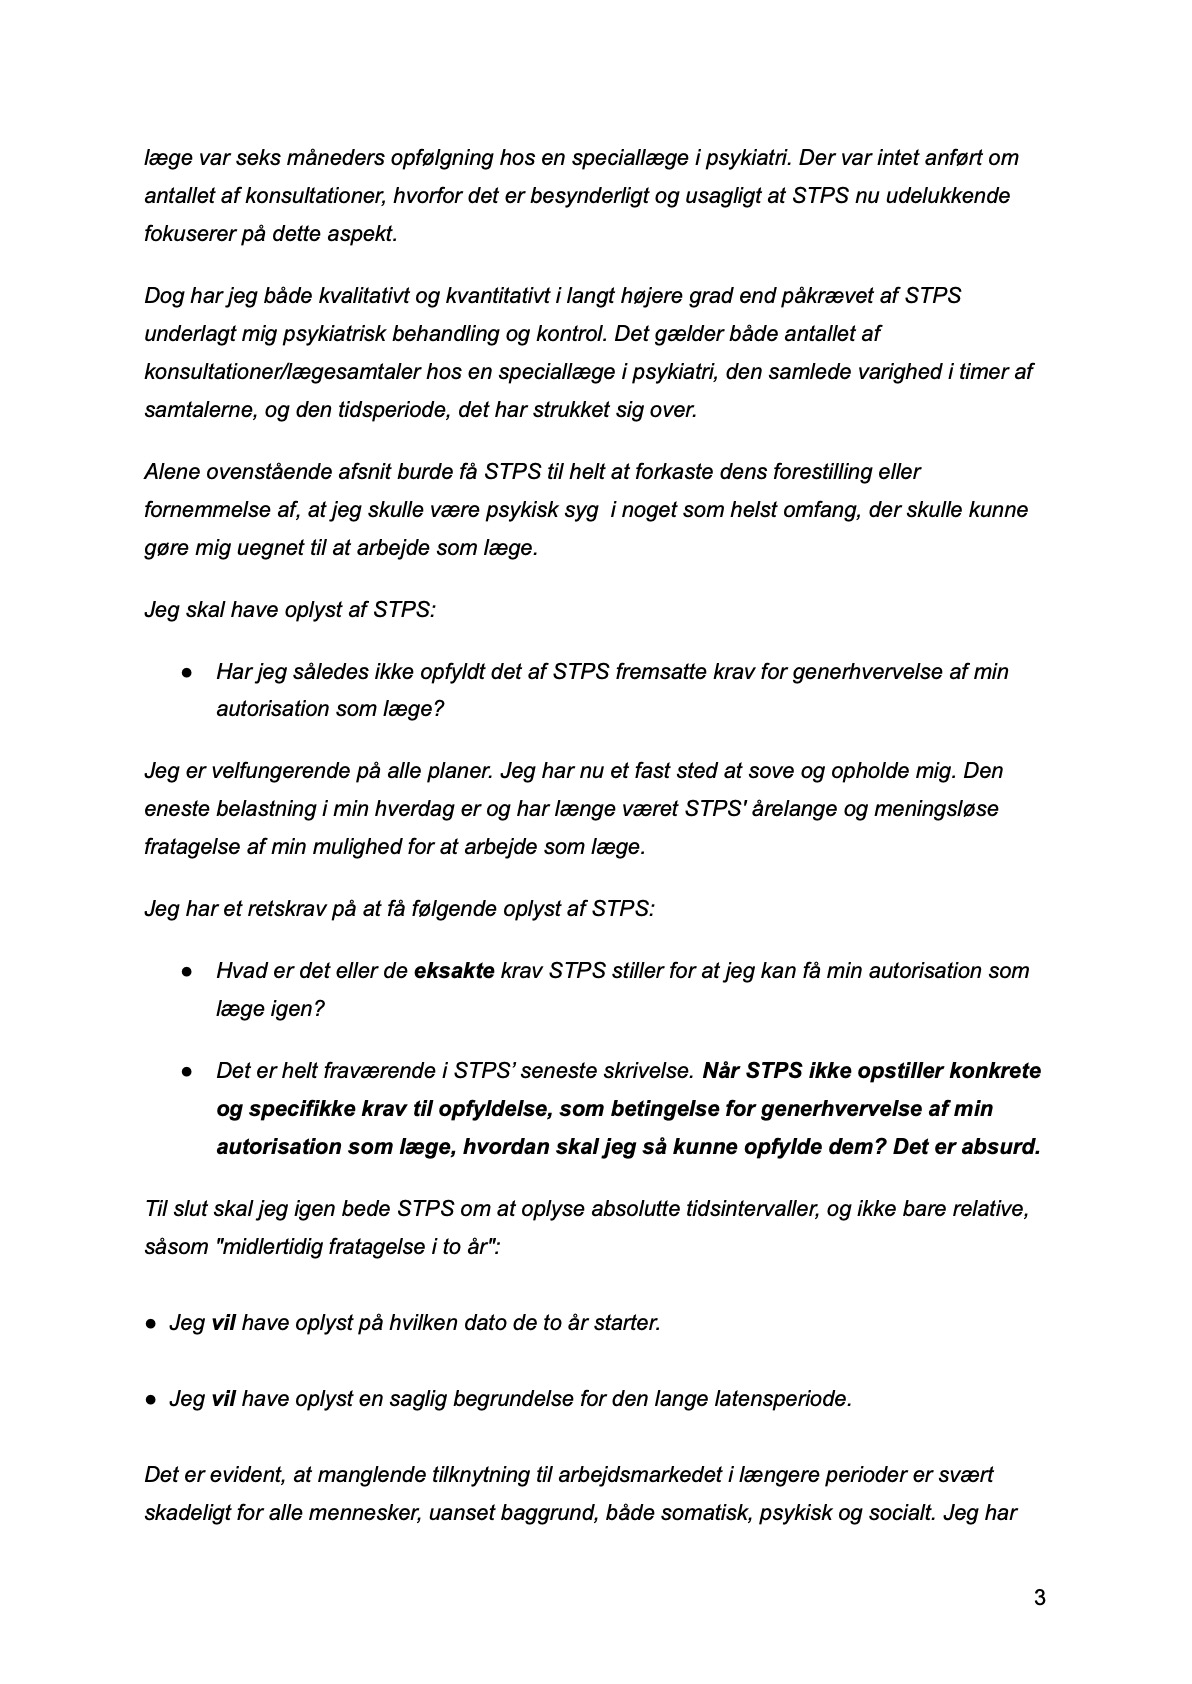 læge var seks måneders opfølgning hos en speciallæge i psykiatri. Der var intet anført om
antallet af konsultationer, hvorfor det er besynderligt og usagligt at STPS nu udelukkende
fokuserer på dette aspekt.
Dog har jeg både kvalitativt og kvantitativt i langt højere grad end påkrævet af STPS
underlagt mig psykiatrisk behandling og kontrol. Det gælder både antallet af
konsultationer/lægesamtaler hos en speciallæge i psykiatri, den samlede varighed i timer af
samtalerne, og den tidsperiode, det har strukket sig over.
Alene ovenstående afsnit burde få STPS til helt at forkaste dens forestilling eller
fornemmelse af, at jeg skulle være psykisk syg  i noget som helst omfang, der skulle kunne
gøre mig uegnet til at arbejde som læge.
Jeg skal have oplyst af STPS:
● Har jeg således ikke opfyldt det af STPS fremsatte krav for generhvervelse af min
autorisation som læge?
Jeg er velfungerende på alle planer. Jeg har nu et fast sted at sove og opholde mig. Den
eneste belastning i min hverdag er og har længe været STPS' årelange og meningsløse
fratagelse af min mulighed for at arbejde som læge.
Jeg har et retskrav på at få følgende oplyst af STPS:
● Hvad er det eller de eksakte krav STPS stiller for at jeg kan få min autorisation som
læge igen?
● Det er helt fraværende i STPS’ seneste skrivelse. Når STPS ikke opstiller konkrete
og specifikke krav til opfyldelse, som betingelse for generhvervelse af min
autorisation som læge, hvordan skal jeg så kunne opfylde dem? Det er absurd.
Til slut skal jeg igen bede STPS om at oplyse absolutte tidsintervaller, og ikke bare relative,
såsom "midlertidig fratagelse i to år":
● Jeg vil have oplyst på hvilken dato de to år starter.
● Jeg vil have oplyst en saglig begrundelse for den lange latensperiode.
Det er evident, at manglende tilknytning til arbejdsmarkedet i længere perioder er svært
skadeligt for alle mennesker, uanset baggrund, både somatisk, psykisk og socialt. Jeg har
3